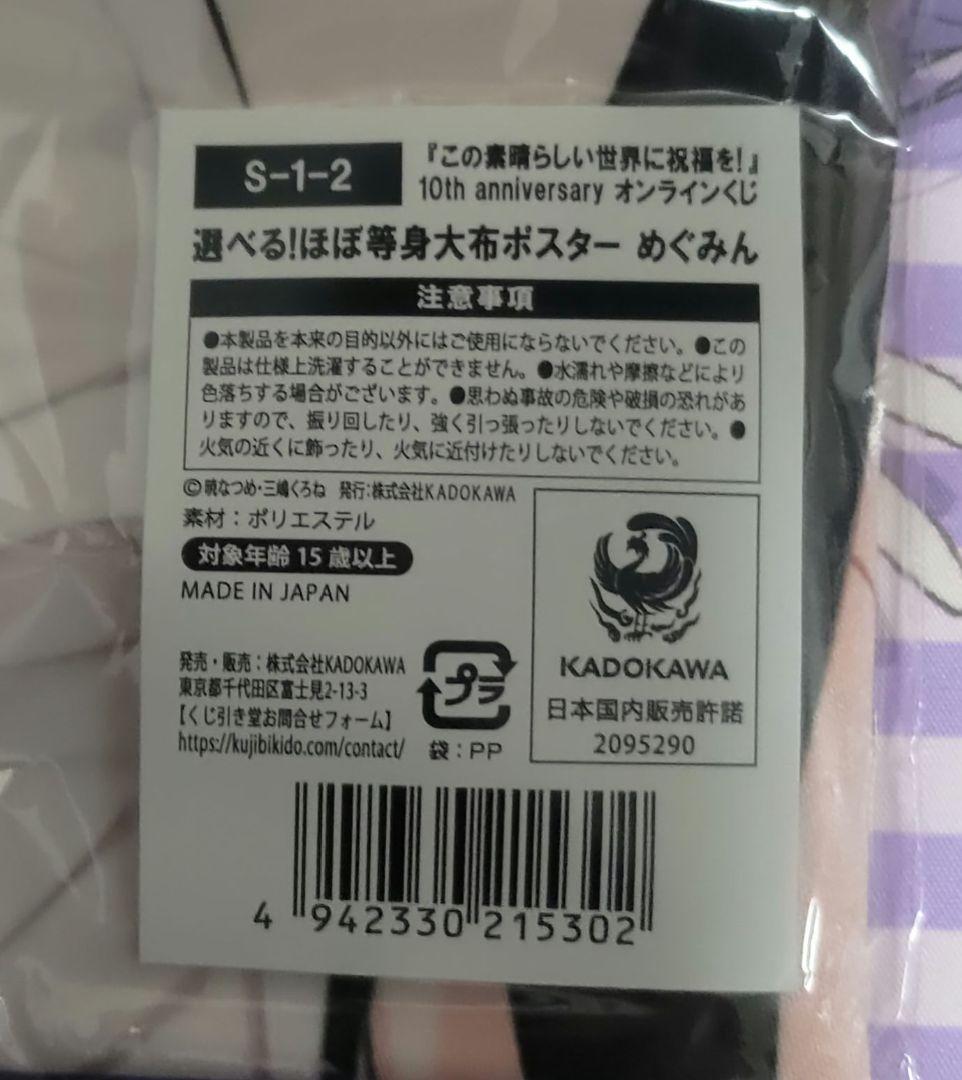 S-1-2
『この素晴らしい世界に祝福を！』
10th anniversary オンラインくじ
選べる！ほぼ等身大布ポスター めぐみん
注意事項
●本製品を本来の目的以外にはご使用にならないでください。●この
製品は仕様上洗濯することができません。●水濡れや摩擦などにより
色落ちする場合がございます。●思わぬ事故の危険や破損の恐れがあ
りますので、振り回したり、強く引っ張ったりしないでください。●
火気の近くに飾ったり、火気に近付けたりしないでください。
©暁なつめ・三嶋くろね 発行：株式会社KADOKAWA
素材：ポリエステル
対象年齢 15 歳以上
MADE IN JAPAN
発売・販売：株式会社KADOKAWA
東京都千代田区富士見2-13-3
【くじ引き堂お問合せフォーム】
https://kujibikido.com/contact/
プラ
袋：PP
KADOKAWA
日本国内販売許諾
2095290
4 942330 215302